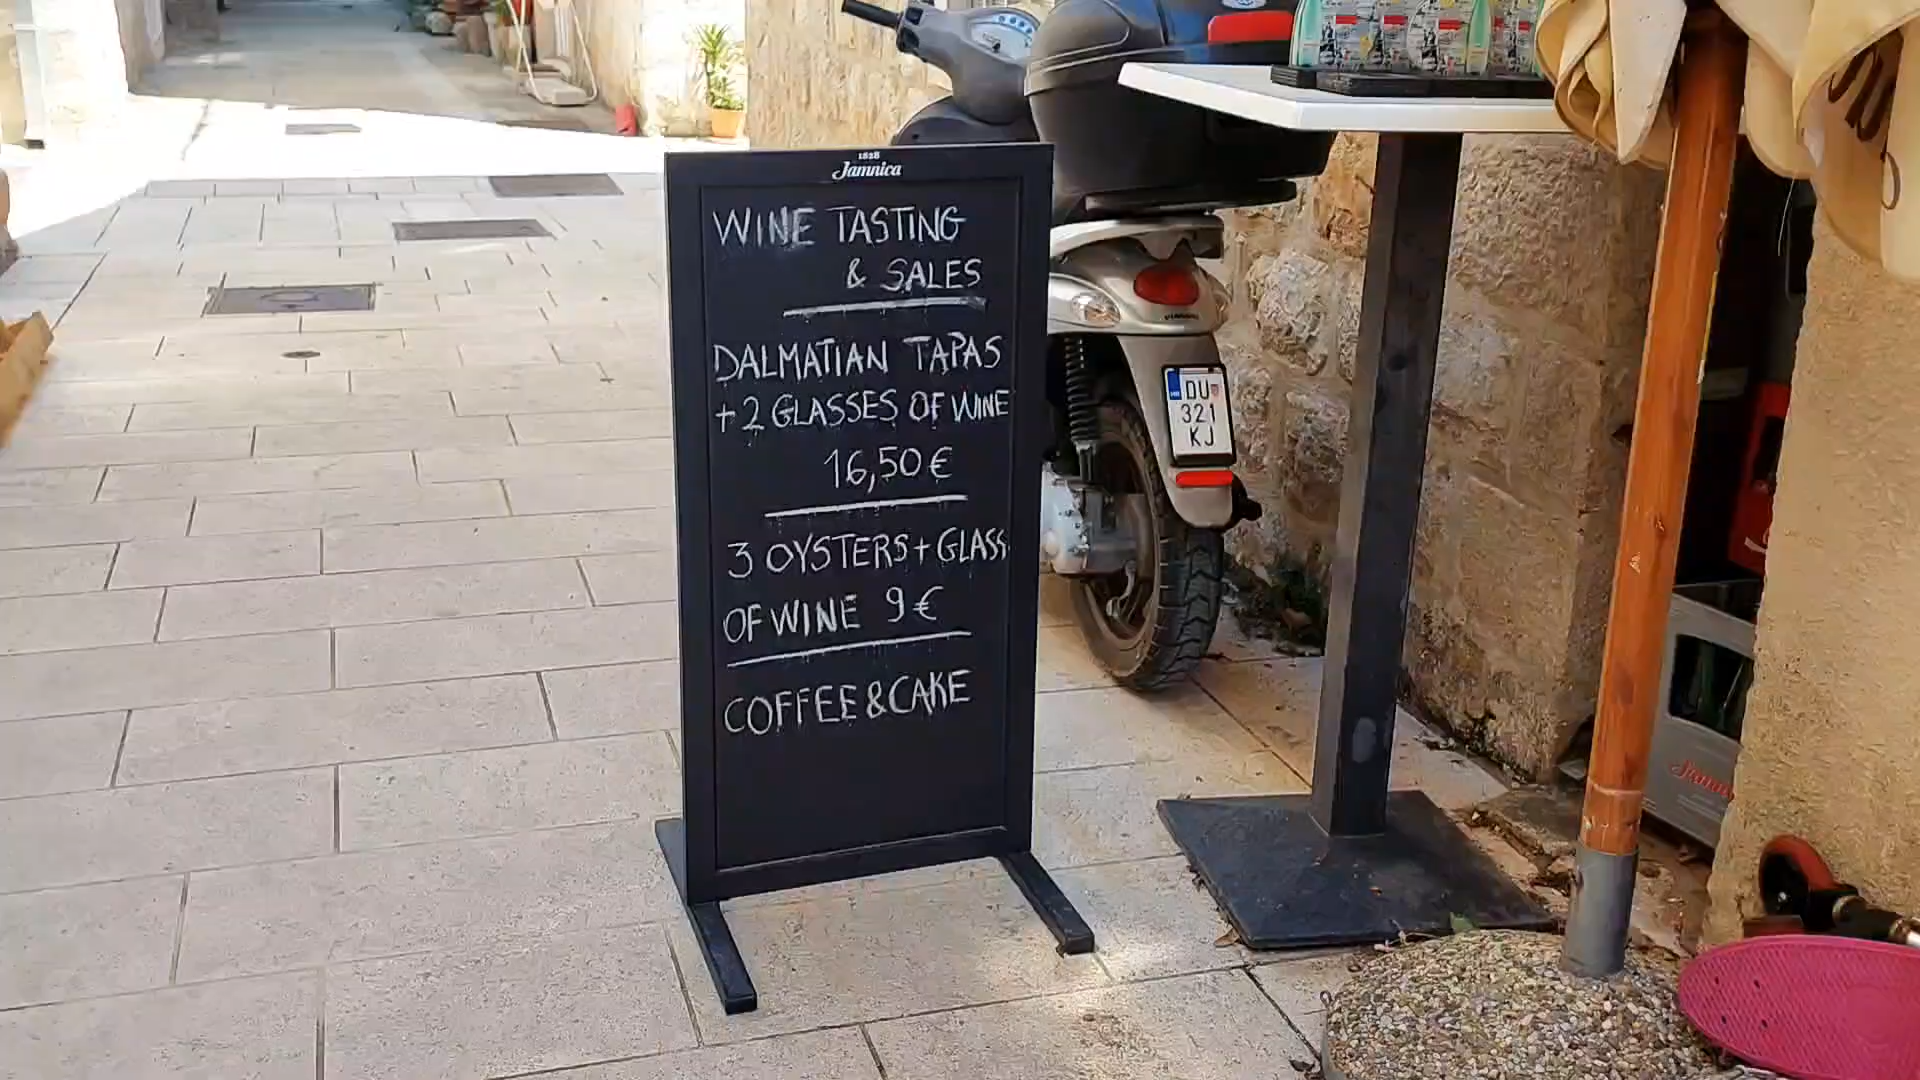 1828
Jamnica
WINE TASTING
& SALES
DALMATIAN TAPAS
+ 2 GLASSES OF WINE
16,50 €
3 OYSTERS + GLASS
OF WINE 9 €
COFFEE & CAKE
DU
321
KJ